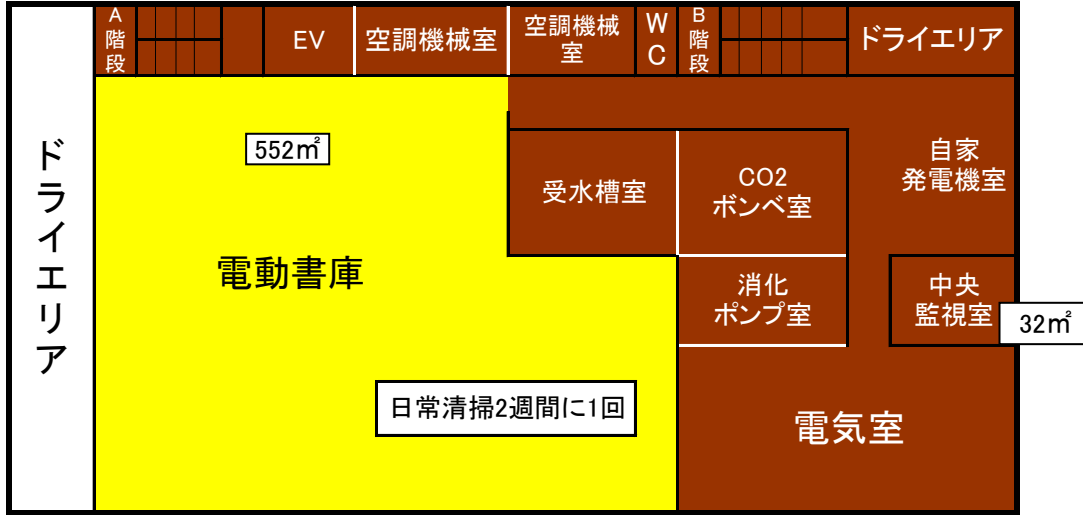 A
階
段
EV
空調機械室
空調機械
室
W
C
B
階
段
ドライエリア
ドライエリア
552㎡
受水槽室
CO2
ボンベ室
自家
発電機室
電動書庫
消化
ポンプ室
中央
監視室
32㎡
日常清掃2週間に1回
電気室